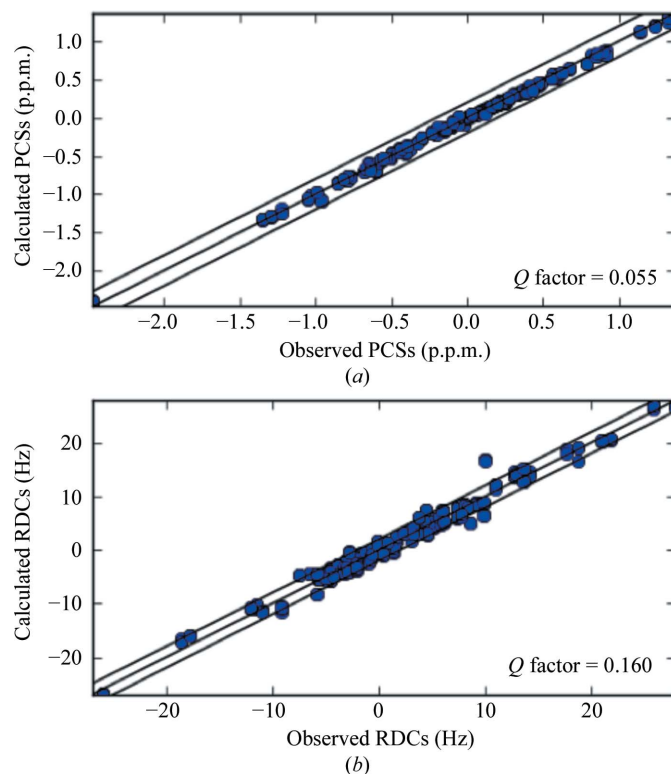 1.0
0.5
0.0
−0.5
−1.0
−1.5
−2.0
Calculated PCSs (p.p.m.)
Q factor = 0.055
−2.0 −1.5 −1.0 −0.5 0.0 0.5 1.0
Observed PCSs (p.p.m.)
(a)
20
10
0
−10
−20
Calculated RDCs (Hz)
Q factor = 0.160
−20 −10 0 10 20
Observed RDCs (Hz)
(b)